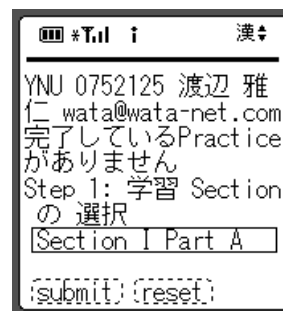 漢
YNU 0752125 渡辺 雅
仁 wata@wata-net.com
完了しているPractice
がありません
Step 1: 学習 Section
の 選択
Section I Part A
submit reset